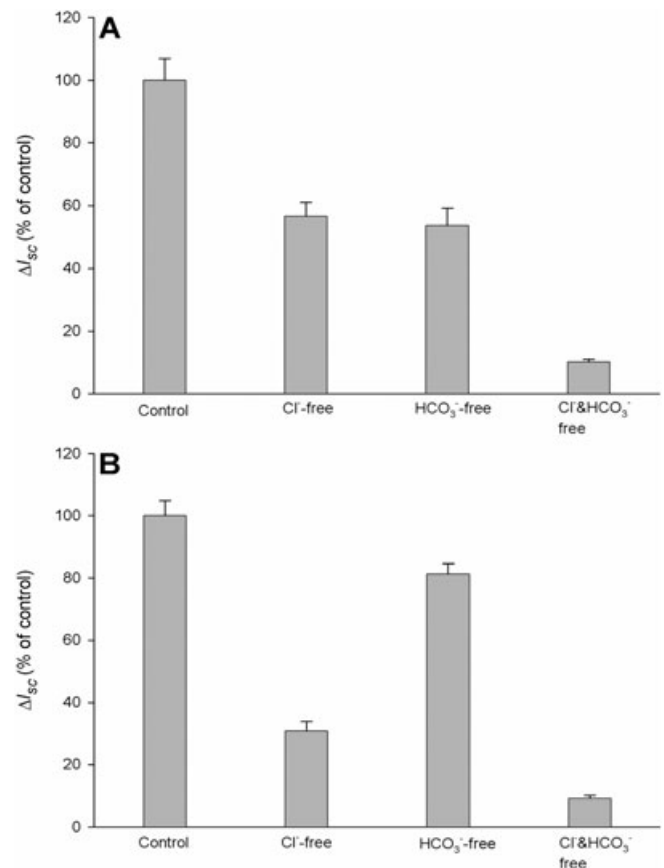 A
120
100
80
60
40
20
0
ΔIsc (% of control)
Control
Cl⁻-free
HCO₃⁻-free
Cl⁻&HCO₃⁻
free
B
120
100
80
60
40
20
0
ΔIsc (% of control)
Control
Cl⁻-free
HCO₃⁻-free
Cl⁻&HCO₃⁻
free